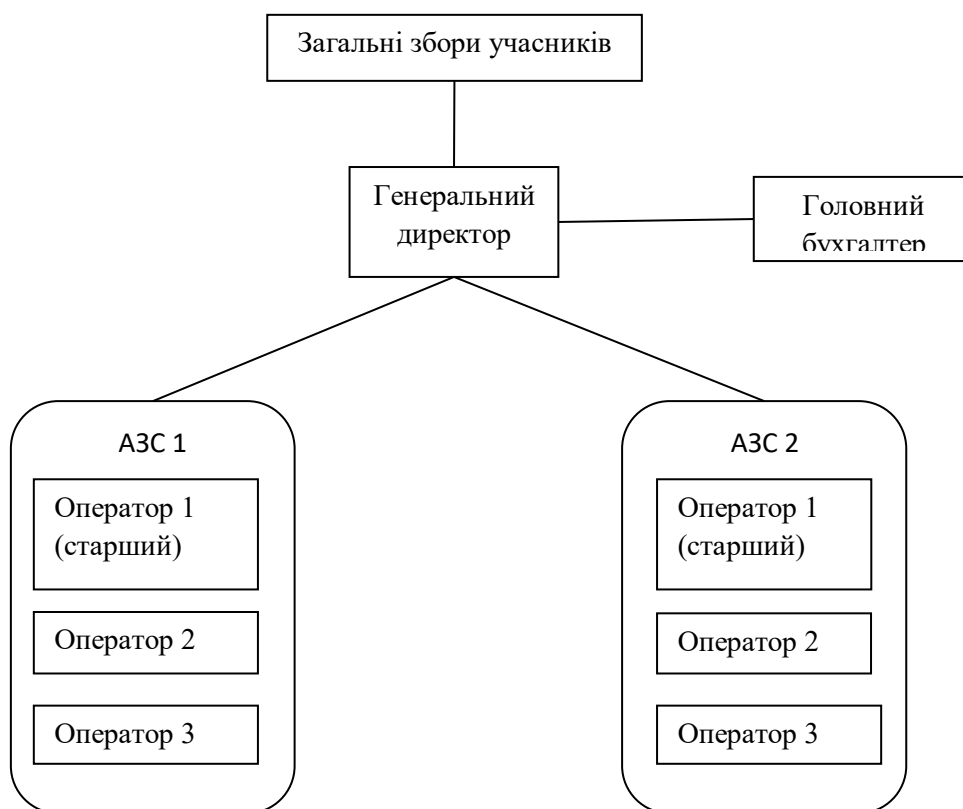 Загальні збори учасників
Генеральний
директор
Головний
бухгалтер
АЗС 1
Оператор 1
(старший)
Оператор 2
Оператор 3
АЗС 2
Оператор 1
(старший)
Оператор 2
Оператор 3